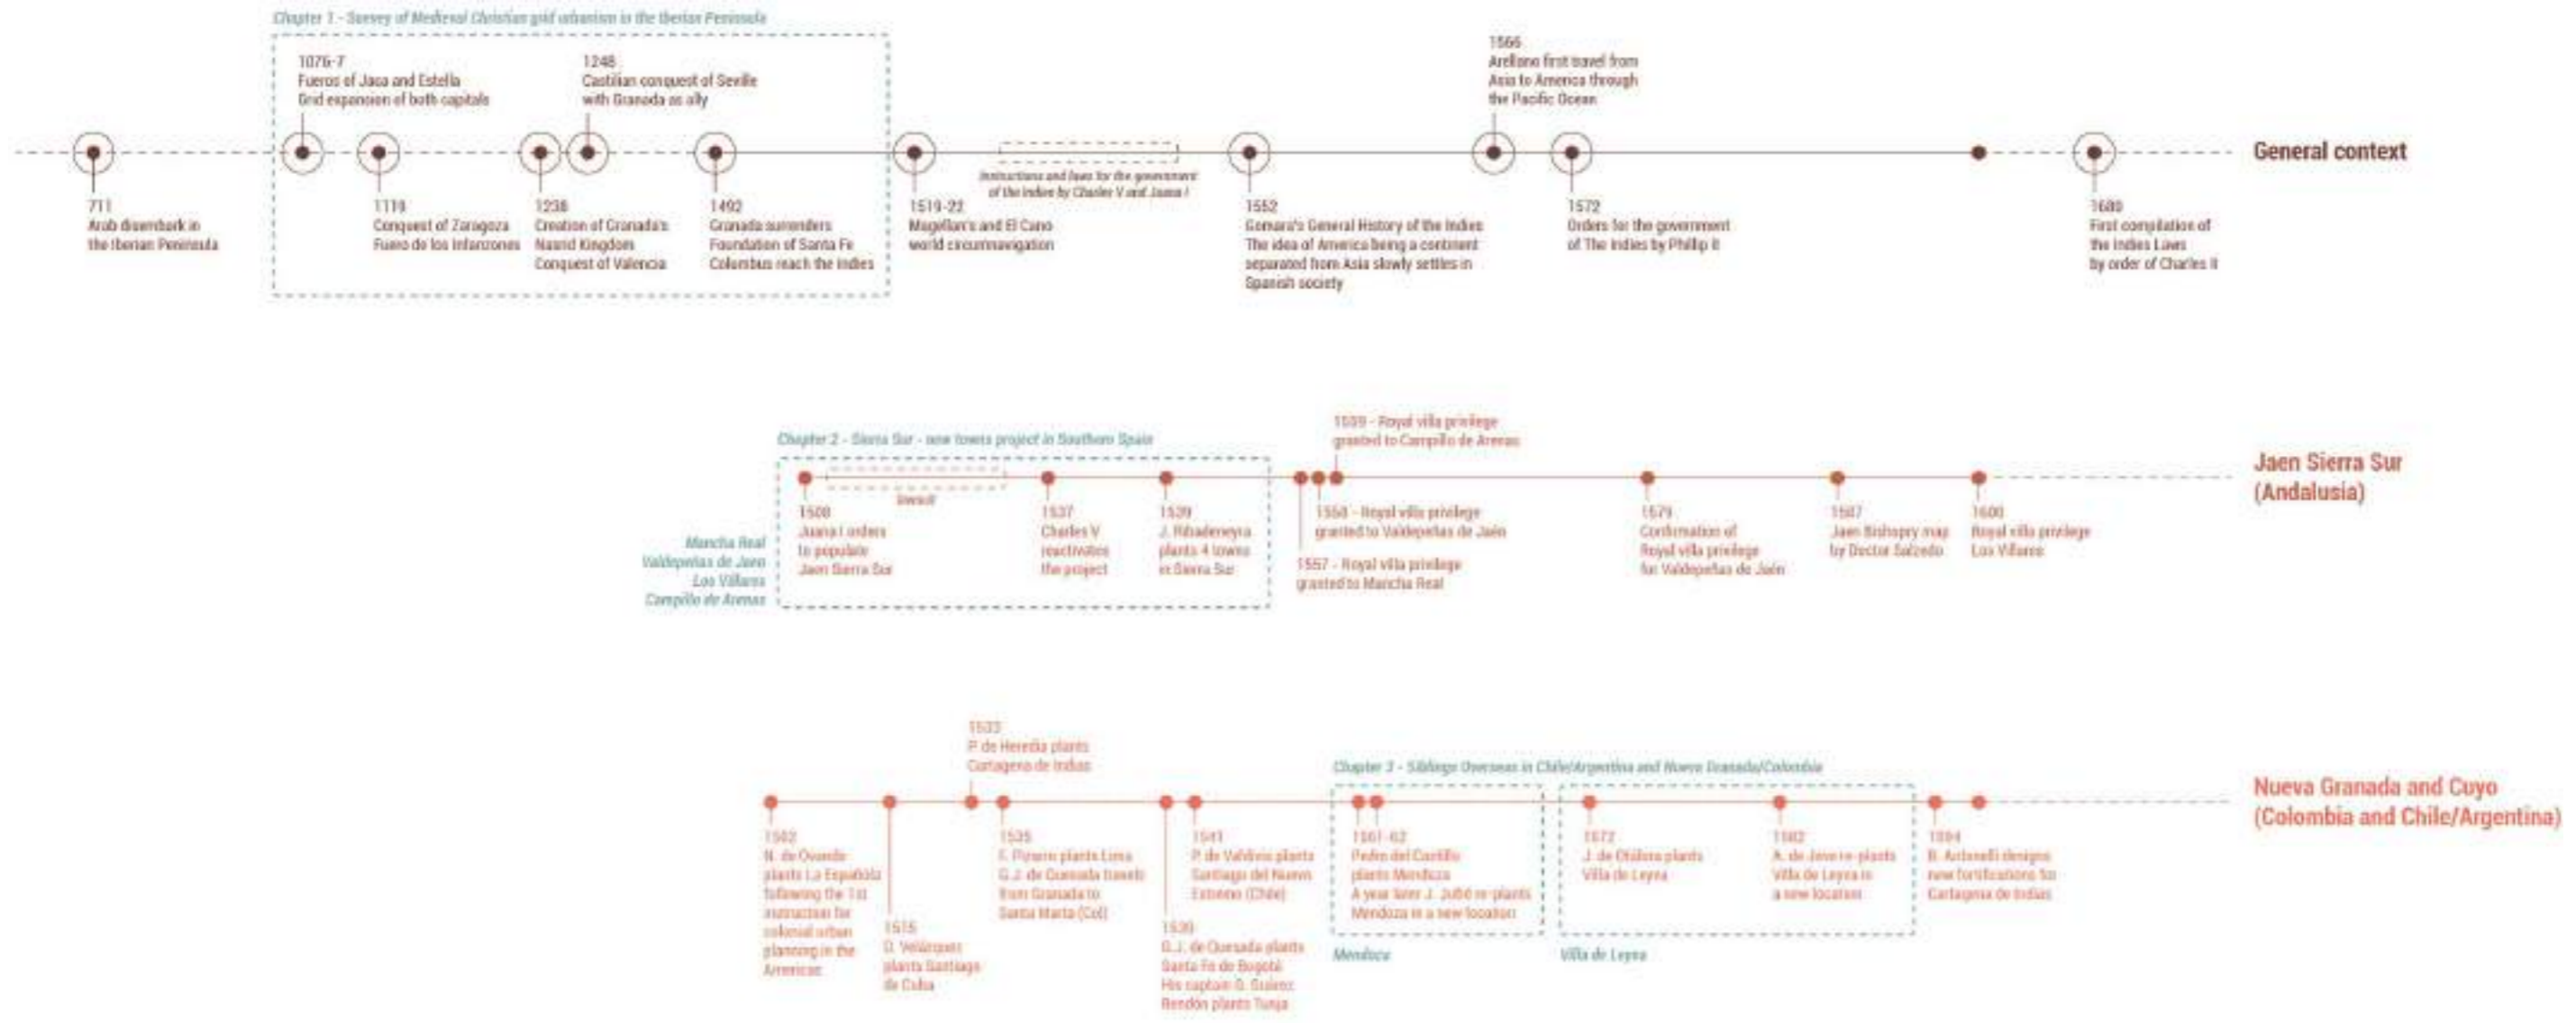 Chapter 1 - Survey of Medieval Christian grid urbanism in the Iberian Peninsula
1076-7
Fueros of Jaca and Estella
Grid expansion of both capitals
1248
Castilian conquest of Seville
with Granada as ally
1566
Arellano first travel from
Asia to America through
the Pacific Ocean
General context
711
Arab disembark in
the Iberian Peninsula
1119
Conquest of Zaragoza
Fuero de los Infanzones
1238
Creation of Granada's
Nasrid Kingdom
Conquest of Valencia
1492
Granada surrenders
Foundation of Santa Fe
Columbus reach the Indies
1519-22
Magellan's and El Cano
world circumnavigation
Instructions and laws for the government
of the Indies by Charles V and Juana I
1552
Gomara's General History of the Indies
The idea of America being a continent
separated from Asia slowly settles in
Spanish society
1572
Orders for the government
of The Indies by Phillip II
1680
First compilation of
the Indies Laws
by order of Charles II
Chapter 2 - Sierra Sur - new towns project in Southern Spain
1559 - Royal villa privilege
granted to Campillo de Arenas
Jaen Sierra Sur
(Andalusia)
Mancha Real
Valdepeñas de Jaen
Los Villares
Campillo de Arenas
1508
Juana I orders
to populate
Jaen Sierra Sur
lawsuit
1537
Charles V
reactivates
the project
1539
J. Ribadeneyra
plants 4 towns
in Sierra Sur
1558 - Royal villa privilege
granted to Valdepeñas de Jaén
1557 - Royal villa privilege
granted to Mancha Real
1579
Confirmation of
Royal villa privilege
for Valdepeñas de Jaén
1587
Jaen Bishopry map
by Doctor Salzedo
1600
Royal villa privilege
Los Villares
1533
P. de Heredia plants
Cartagena de Indias
Chapter 3 - Siblings Overseas in Chile/Argentina and Nueva Granada/Colombia
Nueva Granada and Cuyo
(Colombia and Chile/Argentina)
1502
N. de Ovando
plants La Española
following the 1st
instruction for
colonial urban
planning in the
Americas
1515
D. Velázquez
plants Santiago
de Cuba
1535
F. Pizarro plants Lima
G.J. de Quesada travels
from Granada to
Santa Marta (Col)
1539
G.J. de Quesada plants
Santa Fe de Bogotá
His captain G. Suárez
Rendón plants Tunja
1541
P. de Valdivia plants
Santiago del Nuevo
Extremo (Chile)
1561-62
Pedro del Castillo
plants Mendoza
A year later J. Jufré re-plants
Mendoza in a new location
Mendoza
1572
J. de Otálora plants
Villa de Leyva
1582
A. de Jove re-plants
Villa de Leyva in
a new location
Villa de Leyva
1594
B. Antonelli designs
new fortifications for
Cartagena de Indias